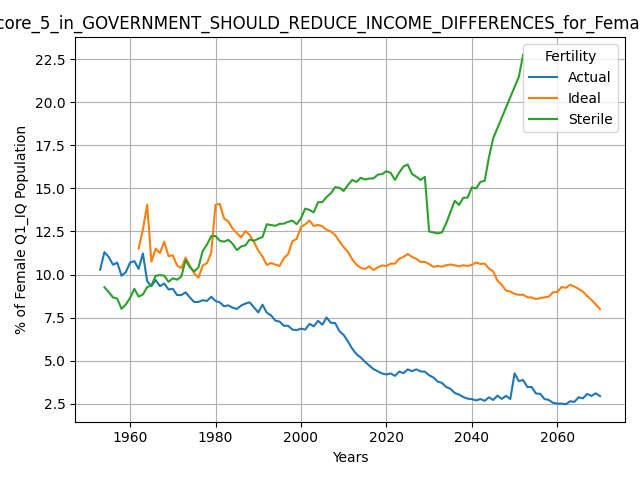 core_5_in_GOVERNMENT_SHOULD_REDUCE_INCOME_DIFFERENCES_for_Fema
22.5
20.0
17.5
15.0
12.5
10.0
7.5
5.0
2.5
% of Female Q1_IQ Population
Fertility
Actual
Ideal
Sterile
1960
1980
2000
2020
2040
2060
Years